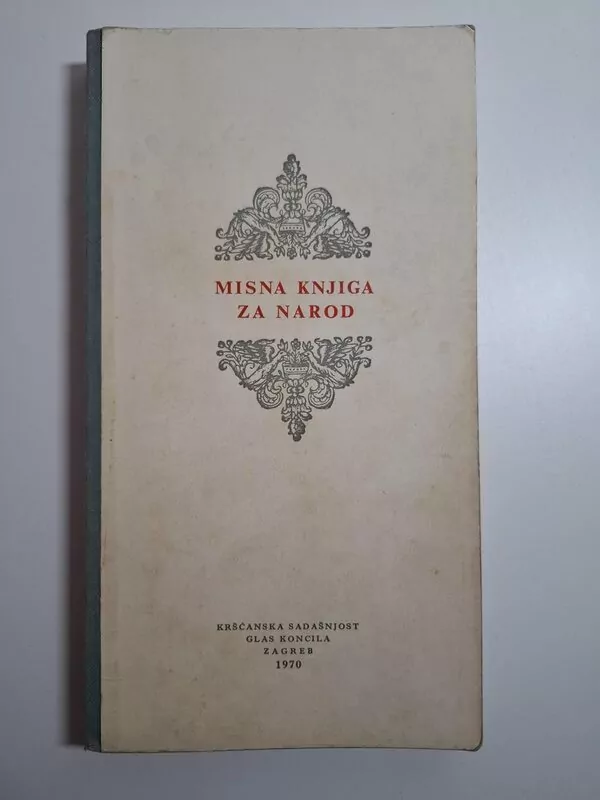 MISNA KNJIGA
ZA NAROD
KRŠĆANSKA SADAŠNJOST
GLAS KONCILA
ZAGREB
1970